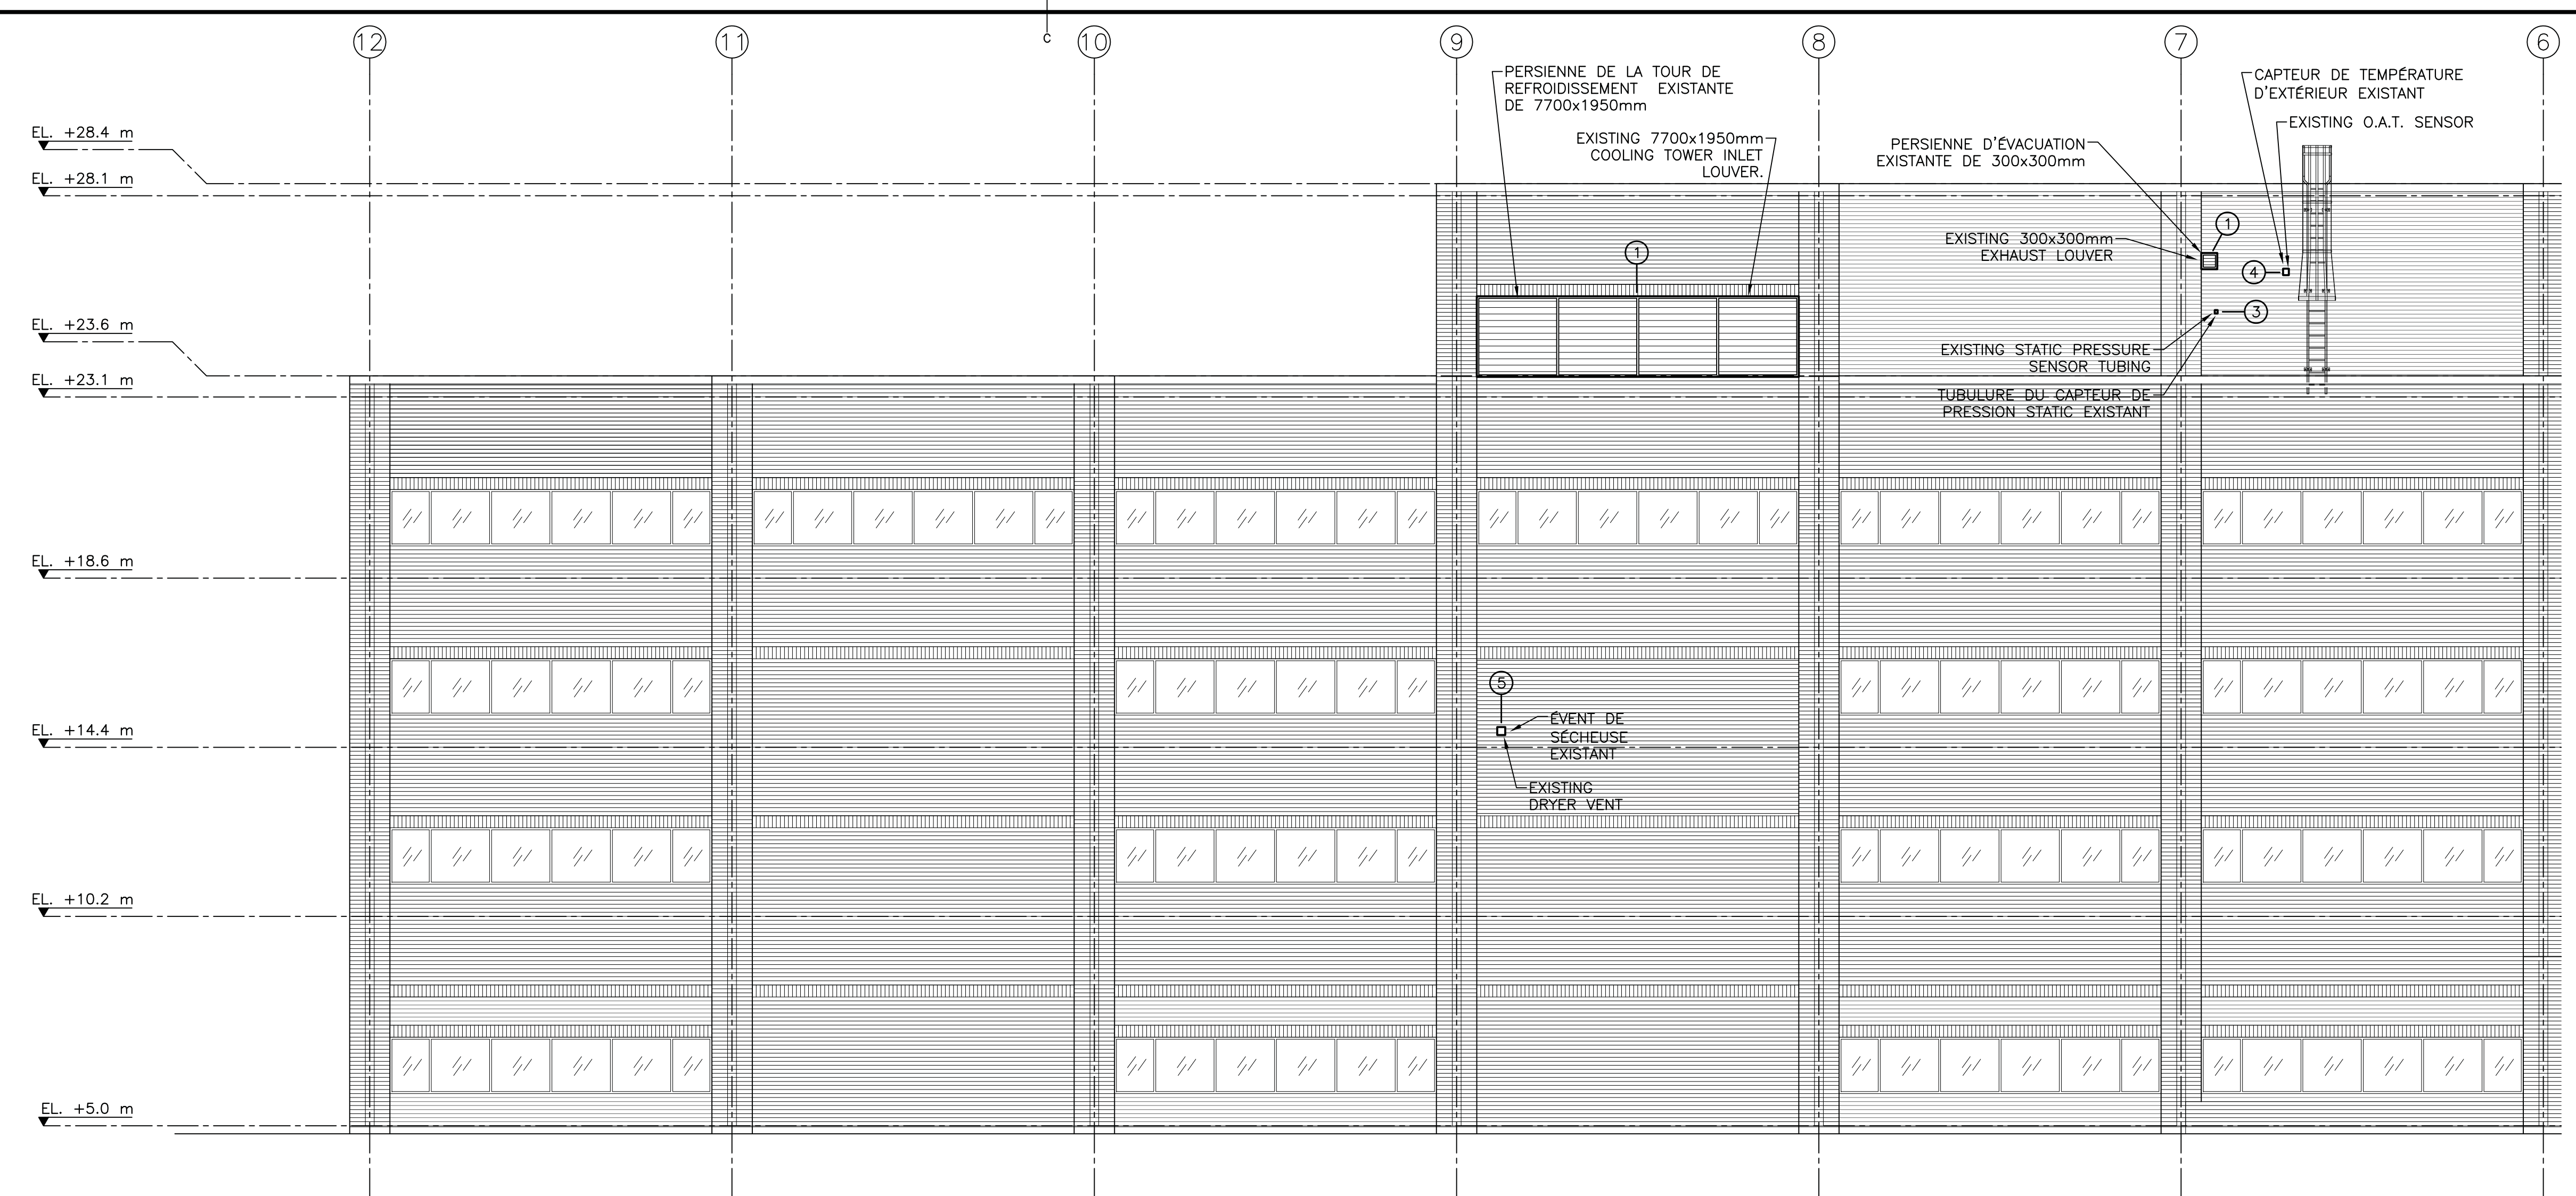 C
12
11
10
9
8
7
6
PERSIENNE DE LA TOUR DE
REFROIDISSEMENT EXISTANTE
DE 7700x1950mm
EXISTING 7700x1950mm
COOLING TOWER INLET
LOUVER.
CAPTEUR DE TEMPÉRATURE
D'EXTÉRIEUR EXISTANT
EXISTING O.A.T. SENSOR
PERSIENNE D'ÉVACUATION
EXISTANTE DE 300x300mm
EXISTING 300x300mm
EXHAUST LOUVER
1
1
4
3
EXISTING STATIC PRESSURE
SENSOR TUBING
TUBULURE DU CAPTEUR DE
PRESSION STATIC EXISTANT
EL. +28.4 m
EL. +28.1 m
EL. +23.6 m
EL. +23.1 m
EL. +18.6 m
EL. +14.4 m
EL. +10.2 m
EL. +5.0 m
5
ÉVENT DE
SÉCHEUSE
EXISTANT
EXISTING
DRYER VENT